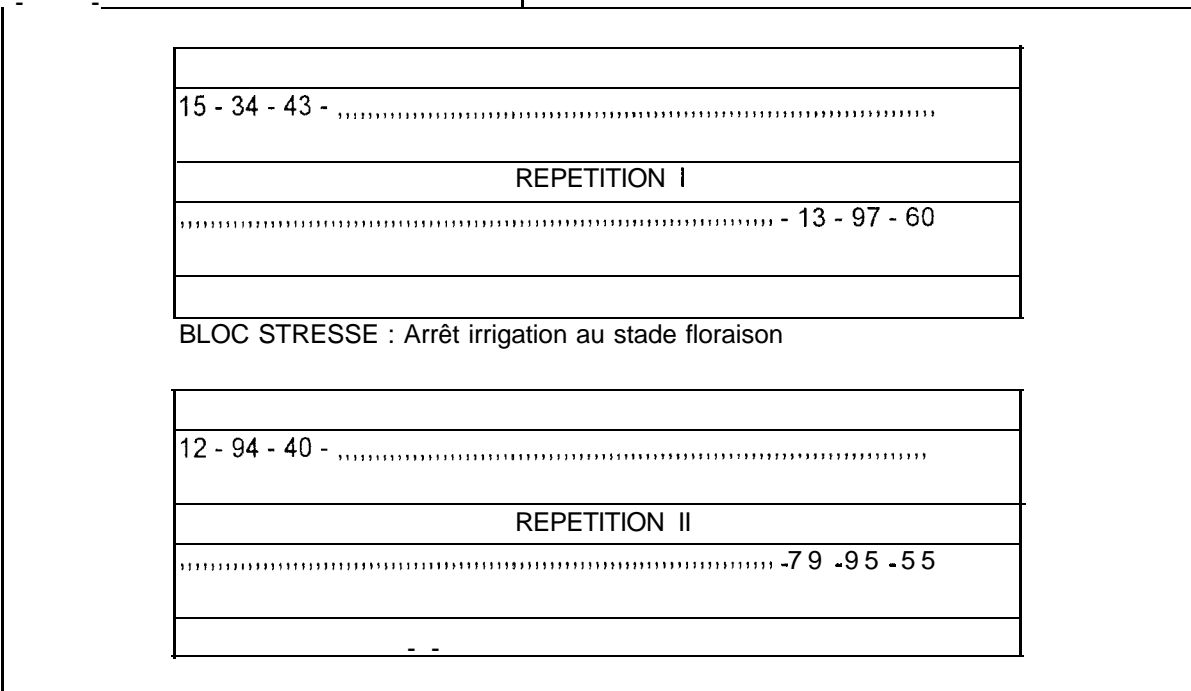 15 - 34 - 43 - ,,,,,,,,,,,,,,,,,,,,,,,,,,,,,,,,,,,,,,,,,,,,,,,,,,,,,,,,,,,,,,,,,,,,,,,,,,,,,,
REPETITION I
,,,,,,,,,,,,,,,,,,,,,,,,,,,,,,,,,,,,,,,,,,,,,,,,,,,,,,,,,,,,,,,,,,,,,,,,,,,,,, - 13 - 97 - 60
BLOC STRESSE : Arrêt irrigation au stade floraison
12 - 94 - 40 - ,,,,,,,,,,,,,,,,,,,,,,,,,,,,,,,,,,,,,,,,,,,,,,,,,,,,,,,,,,,,,,,,,,,,,,,,,,,,,,
REPETITION II
,,,,,,,,,,,,,,,,,,,,,,,,,,,,,,,,,,,,,,,,,,,,,,,,,,,,,,,,,,,,,,,,,,,,,,,,,,,,,, -79 -95 -55